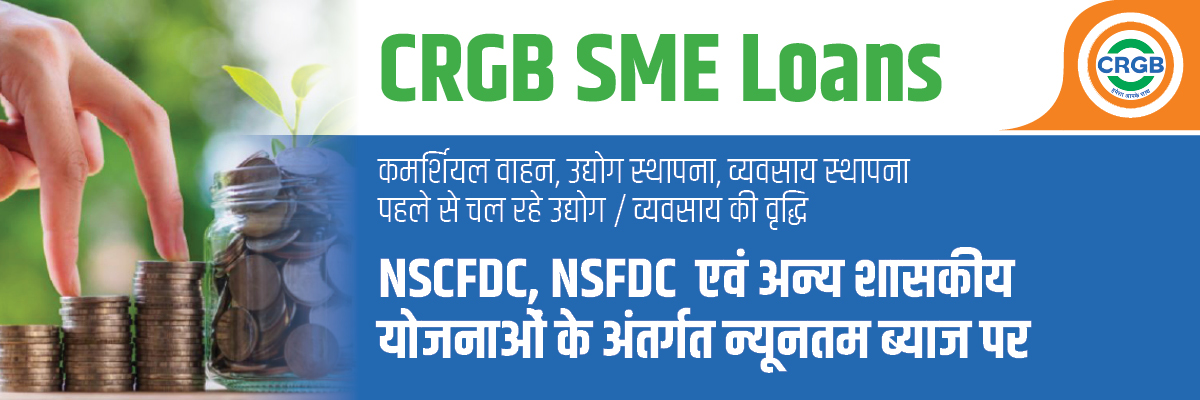 CRGB SME Loans
CRGB
हमेशा आपके साथ
कमर्शियल वाहन, उद्योग स्थापना, व्यवसाय स्थापना
पहले से चल रहे उद्योग / व्यवसाय की वृद्धि
NSCFDC, NSFDC एवं अन्य शासकीय
योजनाओं के अंतर्गत न्यूनतम ब्याज पर